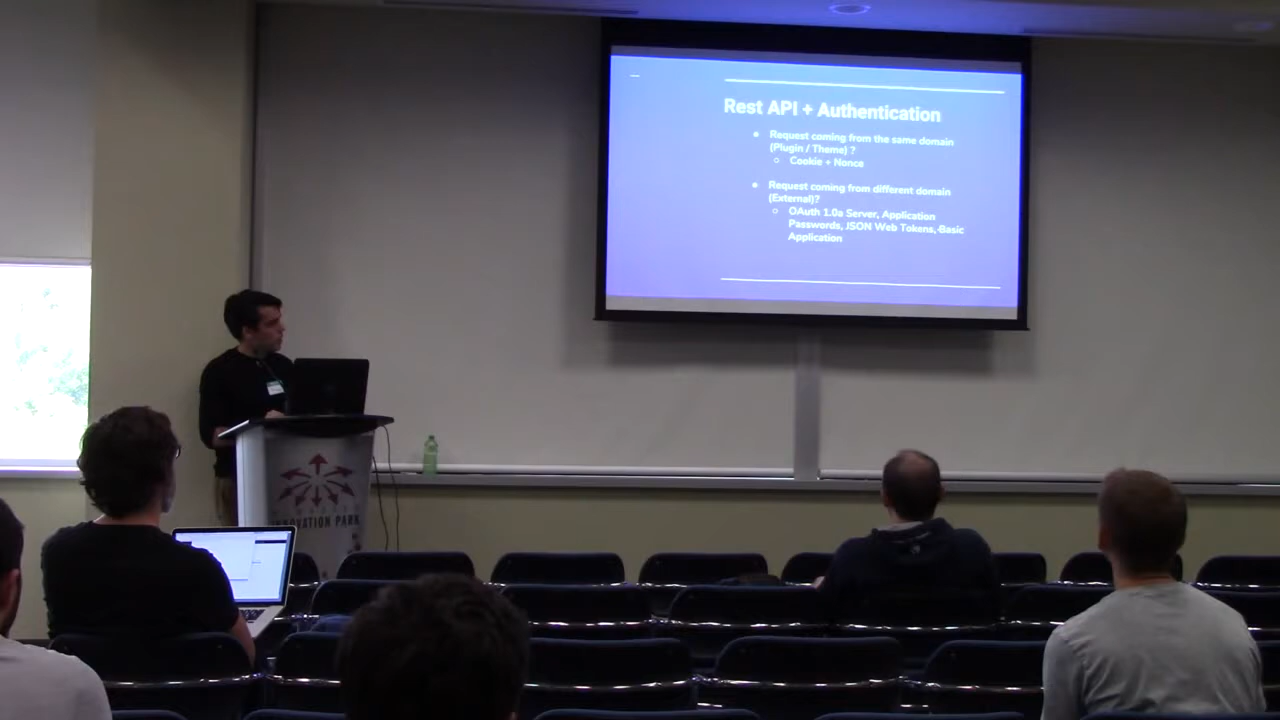 Rest API + Authentication
● Request coming from the same domain
(Plugin / Theme) ?
○ Cookie + Nonce
● Request coming from different domain
(External)?
○ OAuth 1.0a Server, Application
Passwords, JSON Web Tokens, Basic
Application
INNOVATION PARK